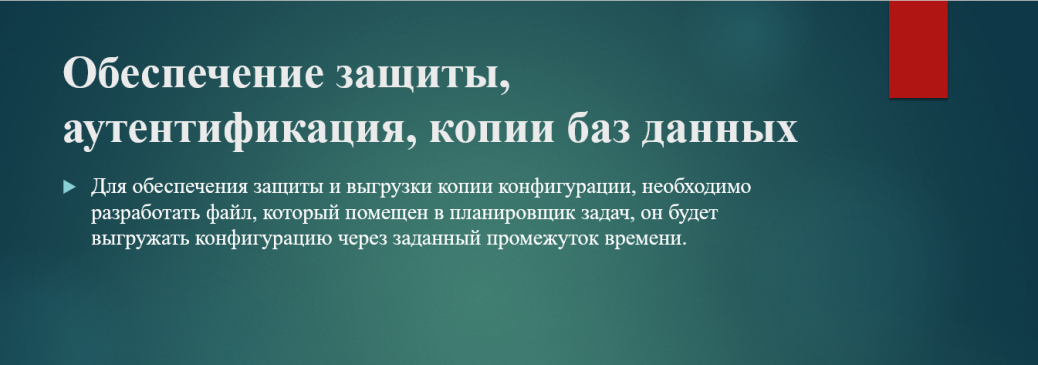 Обеспечение защиты,
аутентификация, копии баз данных
Для обеспечения защиты и выгрузки копии конфигурации, необходимо
разработать файл, который помещен в планировщик задач, он будет
выгружать конфигурацию через заданный промежуток времени.